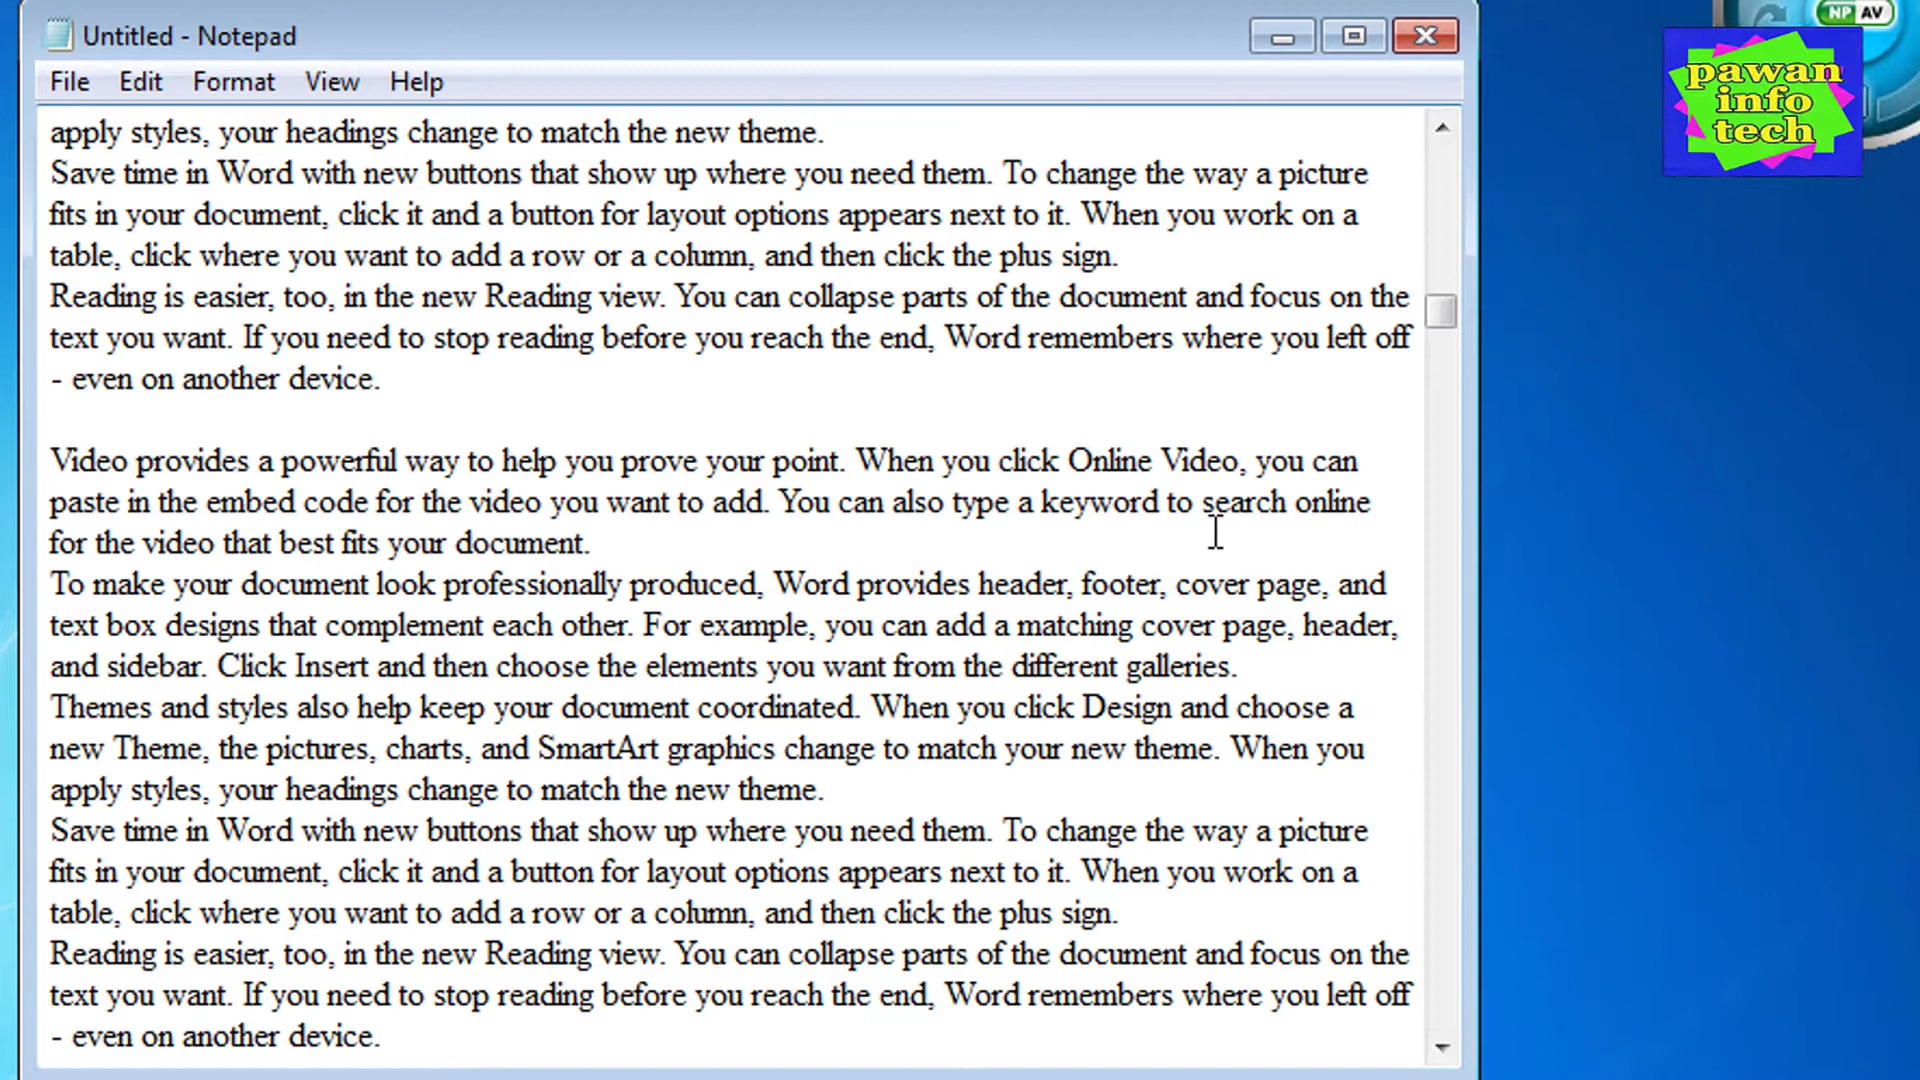 Untitled - Notepad
NP AV
pawan
info
tech
File Edit Format View Help
apply styles, your headings change to match the new theme.
Save time in Word with new buttons that show up where you need them. To change the way a picture
fits in your document, click it and a button for layout options appears next to it. When you work on a
table, click where you want to add a row or a column, and then click the plus sign.
Reading is easier, too, in the new Reading view. You can collapse parts of the document and focus on the
text you want. If you need to stop reading before you reach the end, Word remembers where you left off
- even on another device.
Video provides a powerful way to help you prove your point. When you click Online Video, you can
paste in the embed code for the video you want to add. You can also type a keyword to search online
for the video that best fits your document.
To make your document look professionally produced, Word provides header, footer, cover page, and
text box designs that complement each other. For example, you can add a matching cover page, header,
and sidebar. Click Insert and then choose the elements you want from the different galleries.
Themes and styles also help keep your document coordinated. When you click Design and choose a
new Theme, the pictures, charts, and SmartArt graphics change to match your new theme. When you
apply styles, your headings change to match the new theme.
Save time in Word with new buttons that show up where you need them. To change the way a picture
fits in your document, click it and a button for layout options appears next to it. When you work on a
table, click where you want to add a row or a column, and then click the plus sign.
Reading is easier, too, in the new Reading view. You can collapse parts of the document and focus on the
text you want. If you need to stop reading before you reach the end, Word remembers where you left off
- even on another device.